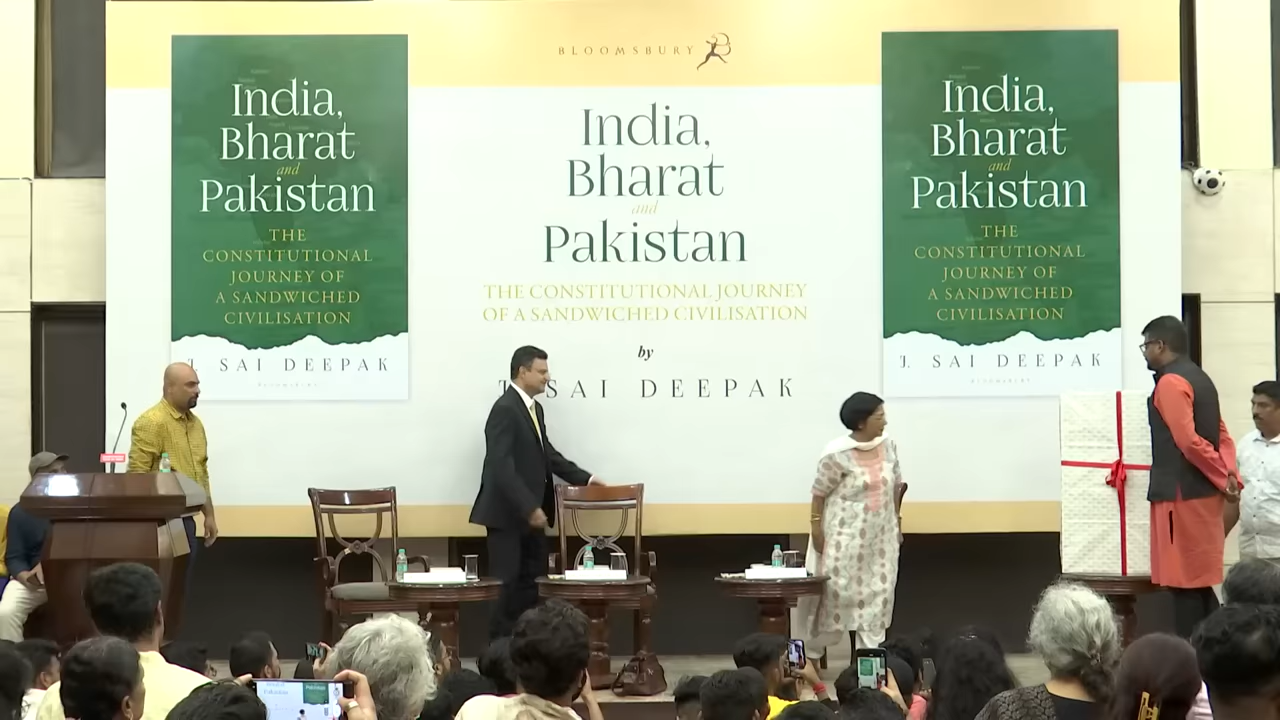 BLOOMSBURY
India,
Bharat
and
Pakistan
THE
CONSTITUTIONAL
JOURNEY OF
A SANDWICHED
CIVILISATION
J. SAI DEEPAK
BLOOMSBURY
India,
Bharat
and
Pakistan
THE CONSTITUTIONAL JOURNEY
OF A SANDWICHED CIVILISATION
by
SAI DEEPAK
India,
Bharat
and
Pakistan
THE
CONSTITUTIONAL
JOURNEY OF
A SANDWICHED
CIVILISATION
J. SAI DEEPAK
BLOOMSBURY